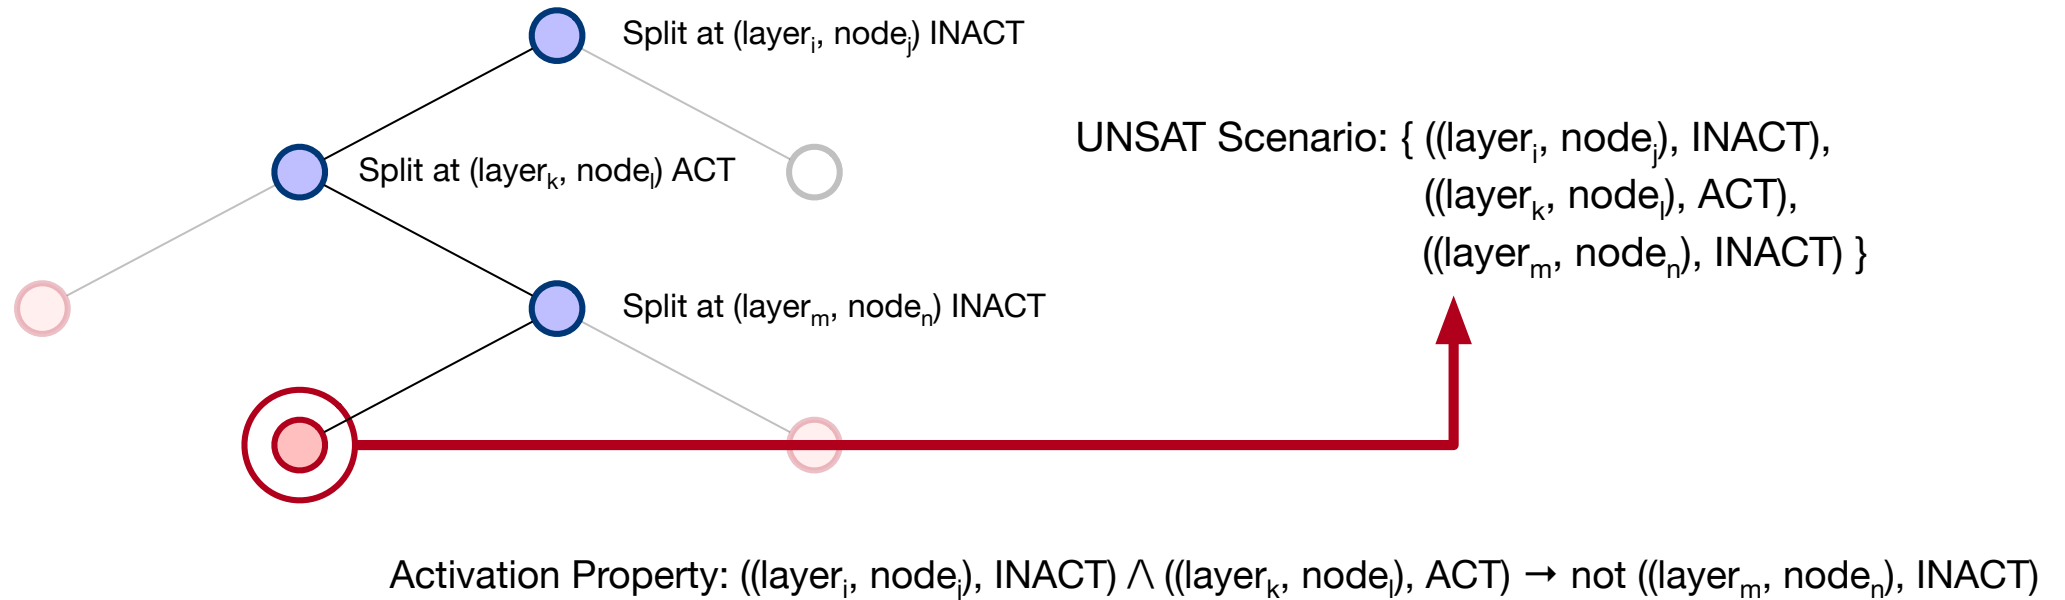 Split at (layerᵢ, nodeⱼ) INACT
UNSAT Scenario: { ((layerᵢ, nodeⱼ), INACT),
Split at (layerₖ, nodeₗ) ACT
((layerₖ, nodeₗ), ACT),
((layerₘ, nodeₙ), INACT) }
Split at (layerₘ, nodeₙ) INACT
Activation Property: ((layerᵢ, nodeⱼ), INACT) ∧ ((layerₖ, nodeₗ), ACT) → not ((layerₘ, nodeₙ), INACT)